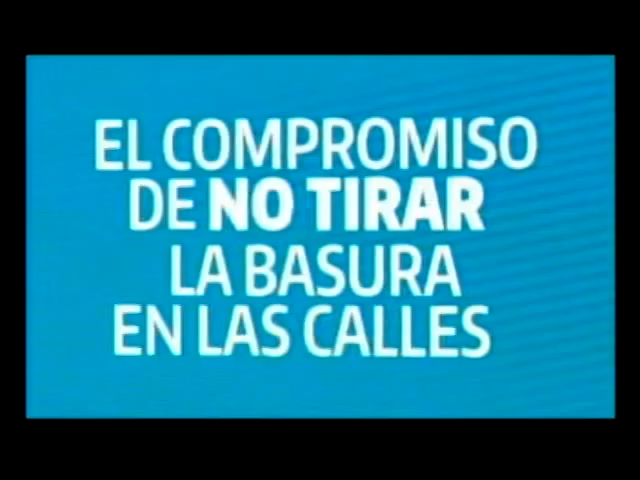 EL COMPROMISO
DE NO TIRAR
LA BASURA
EN LAS CALLES